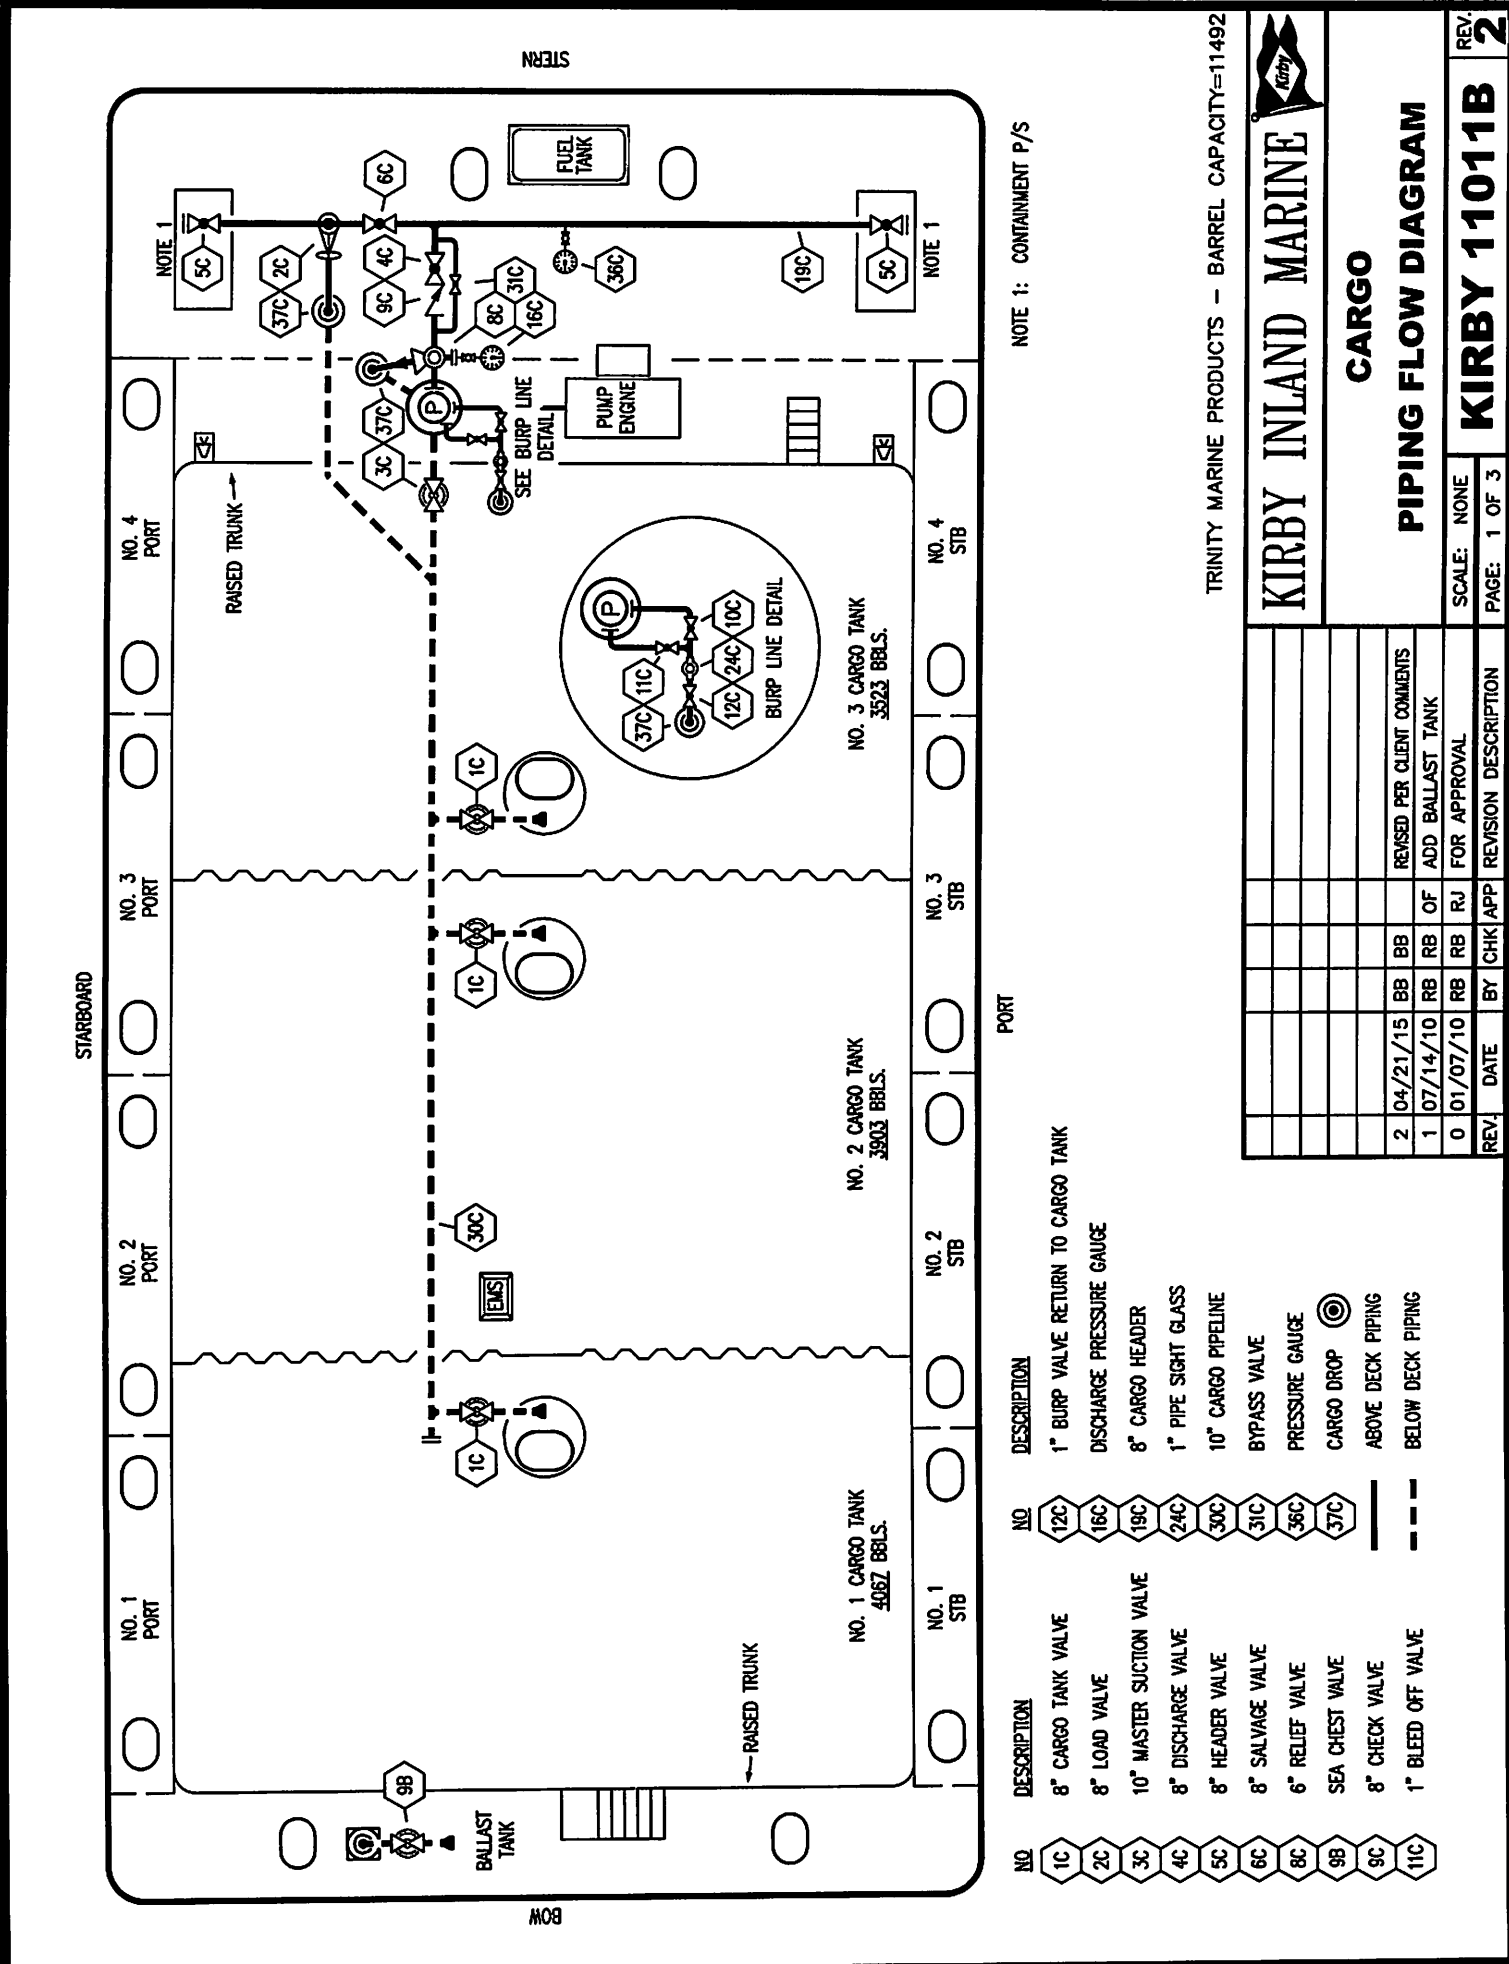 STARBOARD
BOW
STERN
PORT
NO. 1
PORT
NO. 2
PORT
NO. 3
PORT
NO. 4
PORT
RAISED TRUNK
NOTE 1
5C
2C
37C
6C
4C
9C
31C
8C
16C
36C
19C
5C
NOTE 1
FUEL
TANK
37C
3C
P
SEE BURP LINE
DETAIL
PUMP
ENGINE
9B
BALLAST
TANK
1C
EMS
30C
1C
1C
P
37C
11C
12C
24C
10C
BURP LINE DETAIL
NO. 1 CARGO TANK
4067 BBLS.
NO. 2 CARGO TANK
3903 BBLS.
NO. 3 CARGO TANK
3523 BBLS.
RAISED TRUNK
NO. 1
STB
NO. 2
STB
NO. 3
STB
NO. 4
STB
NOTE 1: CONTAINMENT P/S
NO DESCRIPTION
1C 8" CARGO TANK VALVE
2C 8" LOAD VALVE
3C 10" MASTER SUCTION VALVE
4C 8" DISCHARGE VALVE
5C 8" HEADER VALVE
6C 8" SALVAGE VALVE
8C 6" RELIEF VALVE
9B SEA CHEST VALVE
9C 8" CHECK VALVE
11C 1" BLEED OFF VALVE
NO DESCRIPTION
12C 1" BURP VALVE RETURN TO CARGO TANK
16C DISCHARGE PRESSURE GAUGE
19C 8" CARGO HEADER
24C 1" PIPE SIGHT GLASS
30C 10" CARGO PIPELINE
31C BYPASS VALVE
36C PRESSURE GAUGE
37C CARGO DROP
ABOVE DECK PIPING
BELOW DECK PIPING
TRINITY MARINE PRODUCTS - BARREL CAPACITY=11492
2 04/21/15 BB BB REVISED PER CLIENT COMMENTS
1 07/14/10 RB RB OF ADD BALLAST TANK
0 01/07/10 RB RB RJ FOR APPROVAL
REV. DATE BY CHK APP REVISION DESCRIPTION
KIRBY INLAND MARINE
Kirby
CARGO
PIPING FLOW DIAGRAM
SCALE: NONE
PAGE: 1 OF 3
KIRBY 11011B
REV.
2